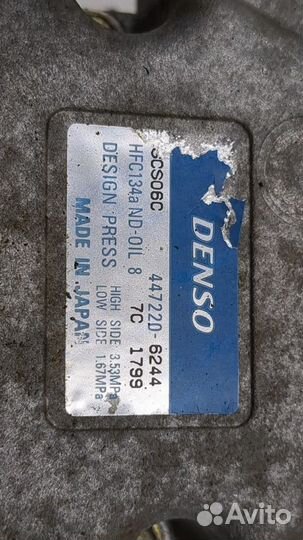 DENSO
SCS06C 447220-6244
HFC134a ND-OIL 8 7C 1799
DESIGN PRESS HIGH SIDE 3.53MPa
LOW SIDE 1.67MPa
MADE IN JAPAN
Avito